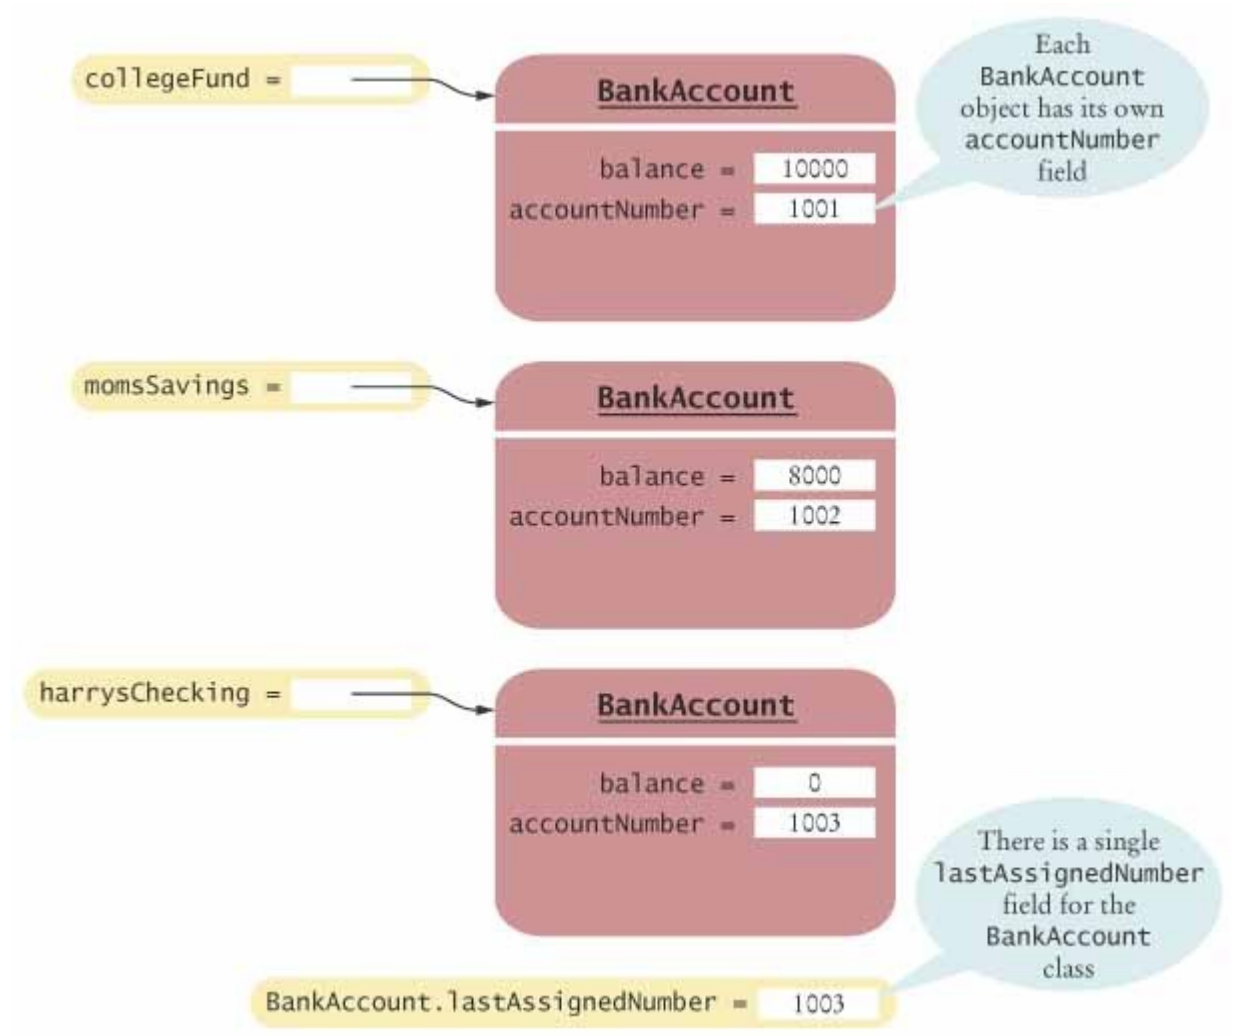 collegeFund =
BankAccount
balance = 10000
accountNumber = 1001
Each
BankAccount
object has its own
accountNumber
field
momsSavings =
BankAccount
balance = 8000
accountNumber = 1002
harrysChecking =
BankAccount
balance = 0
accountNumber = 1003
There is a single
lastAssignedNumber
field for the
BankAccount
class
BankAccount.lastAssignedNumber = 1003